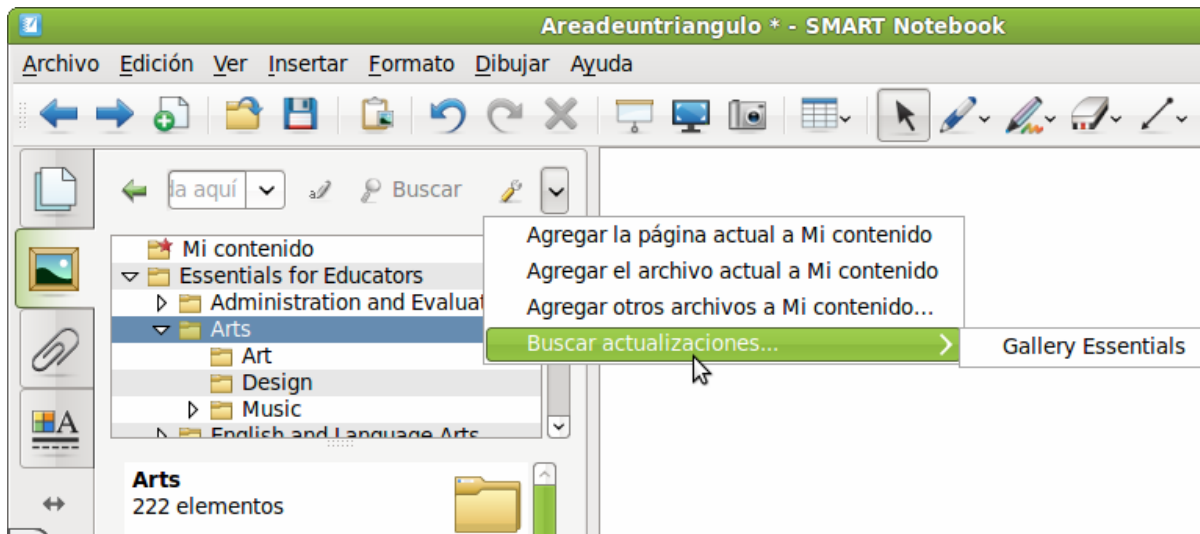 Areadeuntriangulo * - SMART Notebook
Archivo Edición Ver Insertar Formato Dibujar Ayuda
da aquí Buscar
Agregar la página actual a Mi contenido
Agregar el archivo actual a Mi contenido
Agregar otros archivos a Mi contenido...
Buscar actualizaciones...
Gallery Essentials
Mi contenido
Essentials for Educators
Administration and Evaluat
Arts
Art
Design
Music
English and Language Arts
Arts
222 elementos